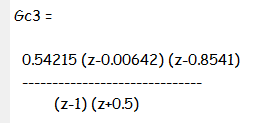 Gc3 =
0.54215 (z-0.00642) (z-0.8541)
------------------------------
(z-1) (z+0.5)